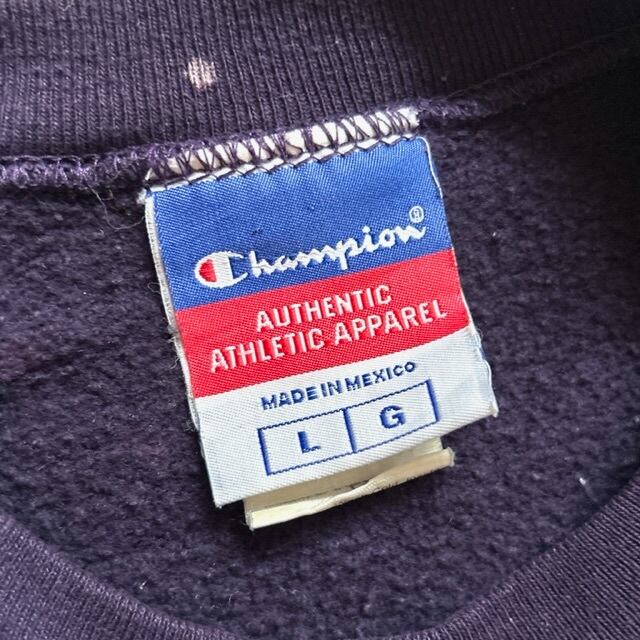 Champion®
AUTHENTIC
ATHLETIC APPAREL
MADE IN MEXICO
L G